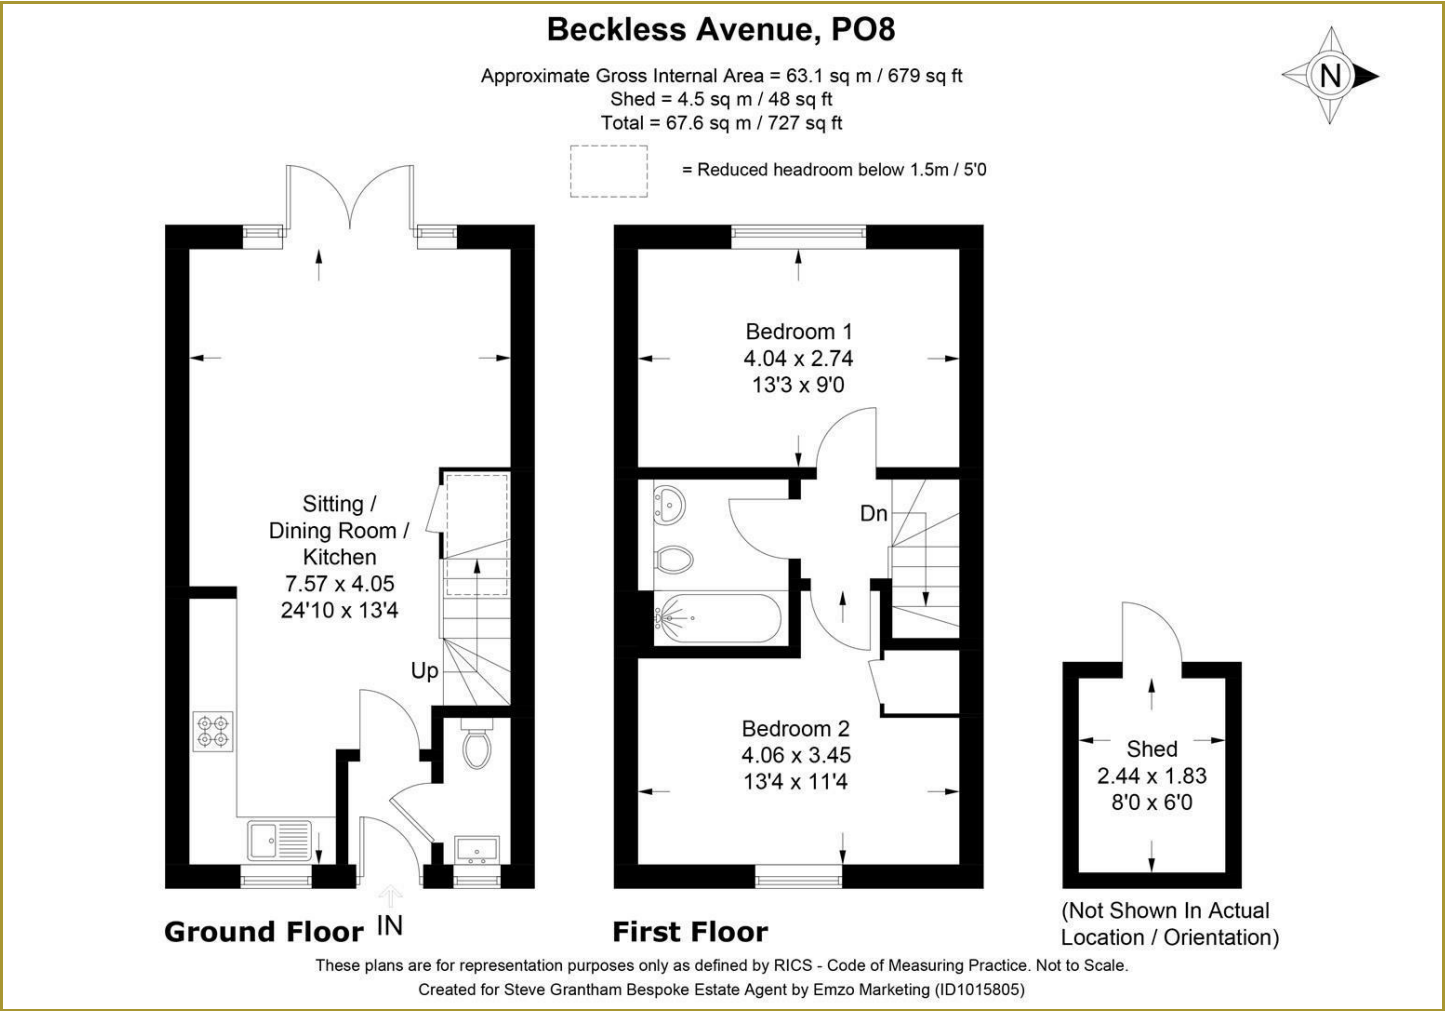 Beckless Avenue, PO8
Approximate Gross Internal Area = 63.1 sq m / 679 sq ft
Shed = 4.5 sq m / 48 sq ft
Total = 67.6 sq m / 727 sq ft
= Reduced headroom below 1.5m / 5'0
N
Sitting /
Dining Room /
Kitchen
7.57 x 4.05
24'10 x 13'4
Up
IN
Ground Floor
Bedroom 1
4.04 x 2.74
13'3 x 9'0
Dn
Bedroom 2
4.06 x 3.45
13'4 x 11'4
First Floor
Shed
2.44 x 1.83
8'0 x 6'0
(Not Shown In Actual
Location / Orientation)
These plans are for representation purposes only as defined by RICS - Code of Measuring Practice. Not to Scale.
Created for Steve Grantham Bespoke Estate Agent by Emzo Marketing (ID1015805)